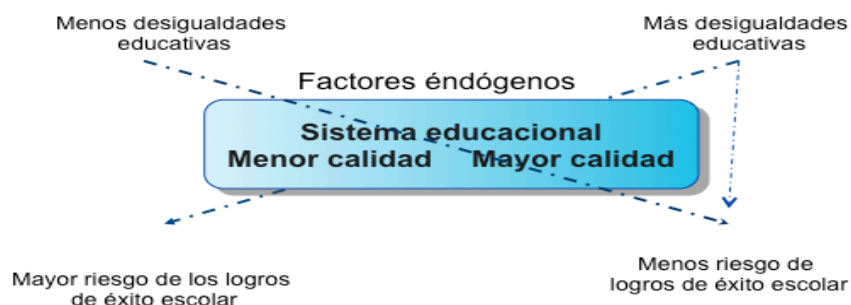 Menos desigualdades
educativas
Más desigualdades
educativas
Factores éndógenos
Sistema educacional
Menor calidad Mayor calidad
Mayor riesgo de los logros
de éxito escolar
Menos riesgo de
logros de éxito escolar